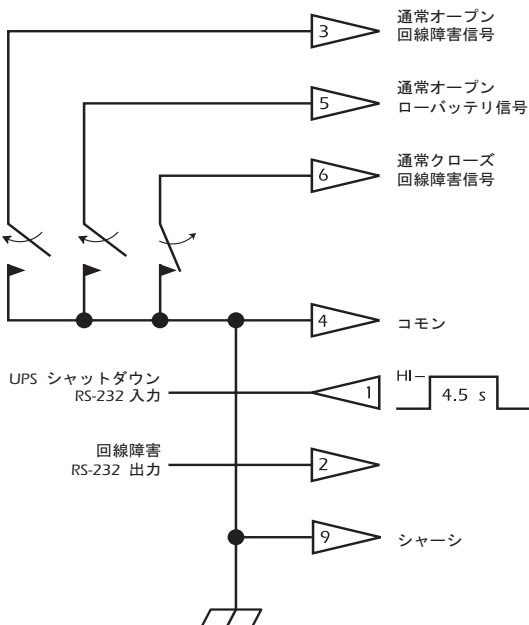 3
通常オープン
回線障害信号
5
通常オープン
ローバッテリ信号
6
通常クローズ
回線障害信号
4
コモン
UPS シャットダウン
RS-232 入力
1
HI
4.5 s
回線障害
RS-232 出力
2
9
シャーシ